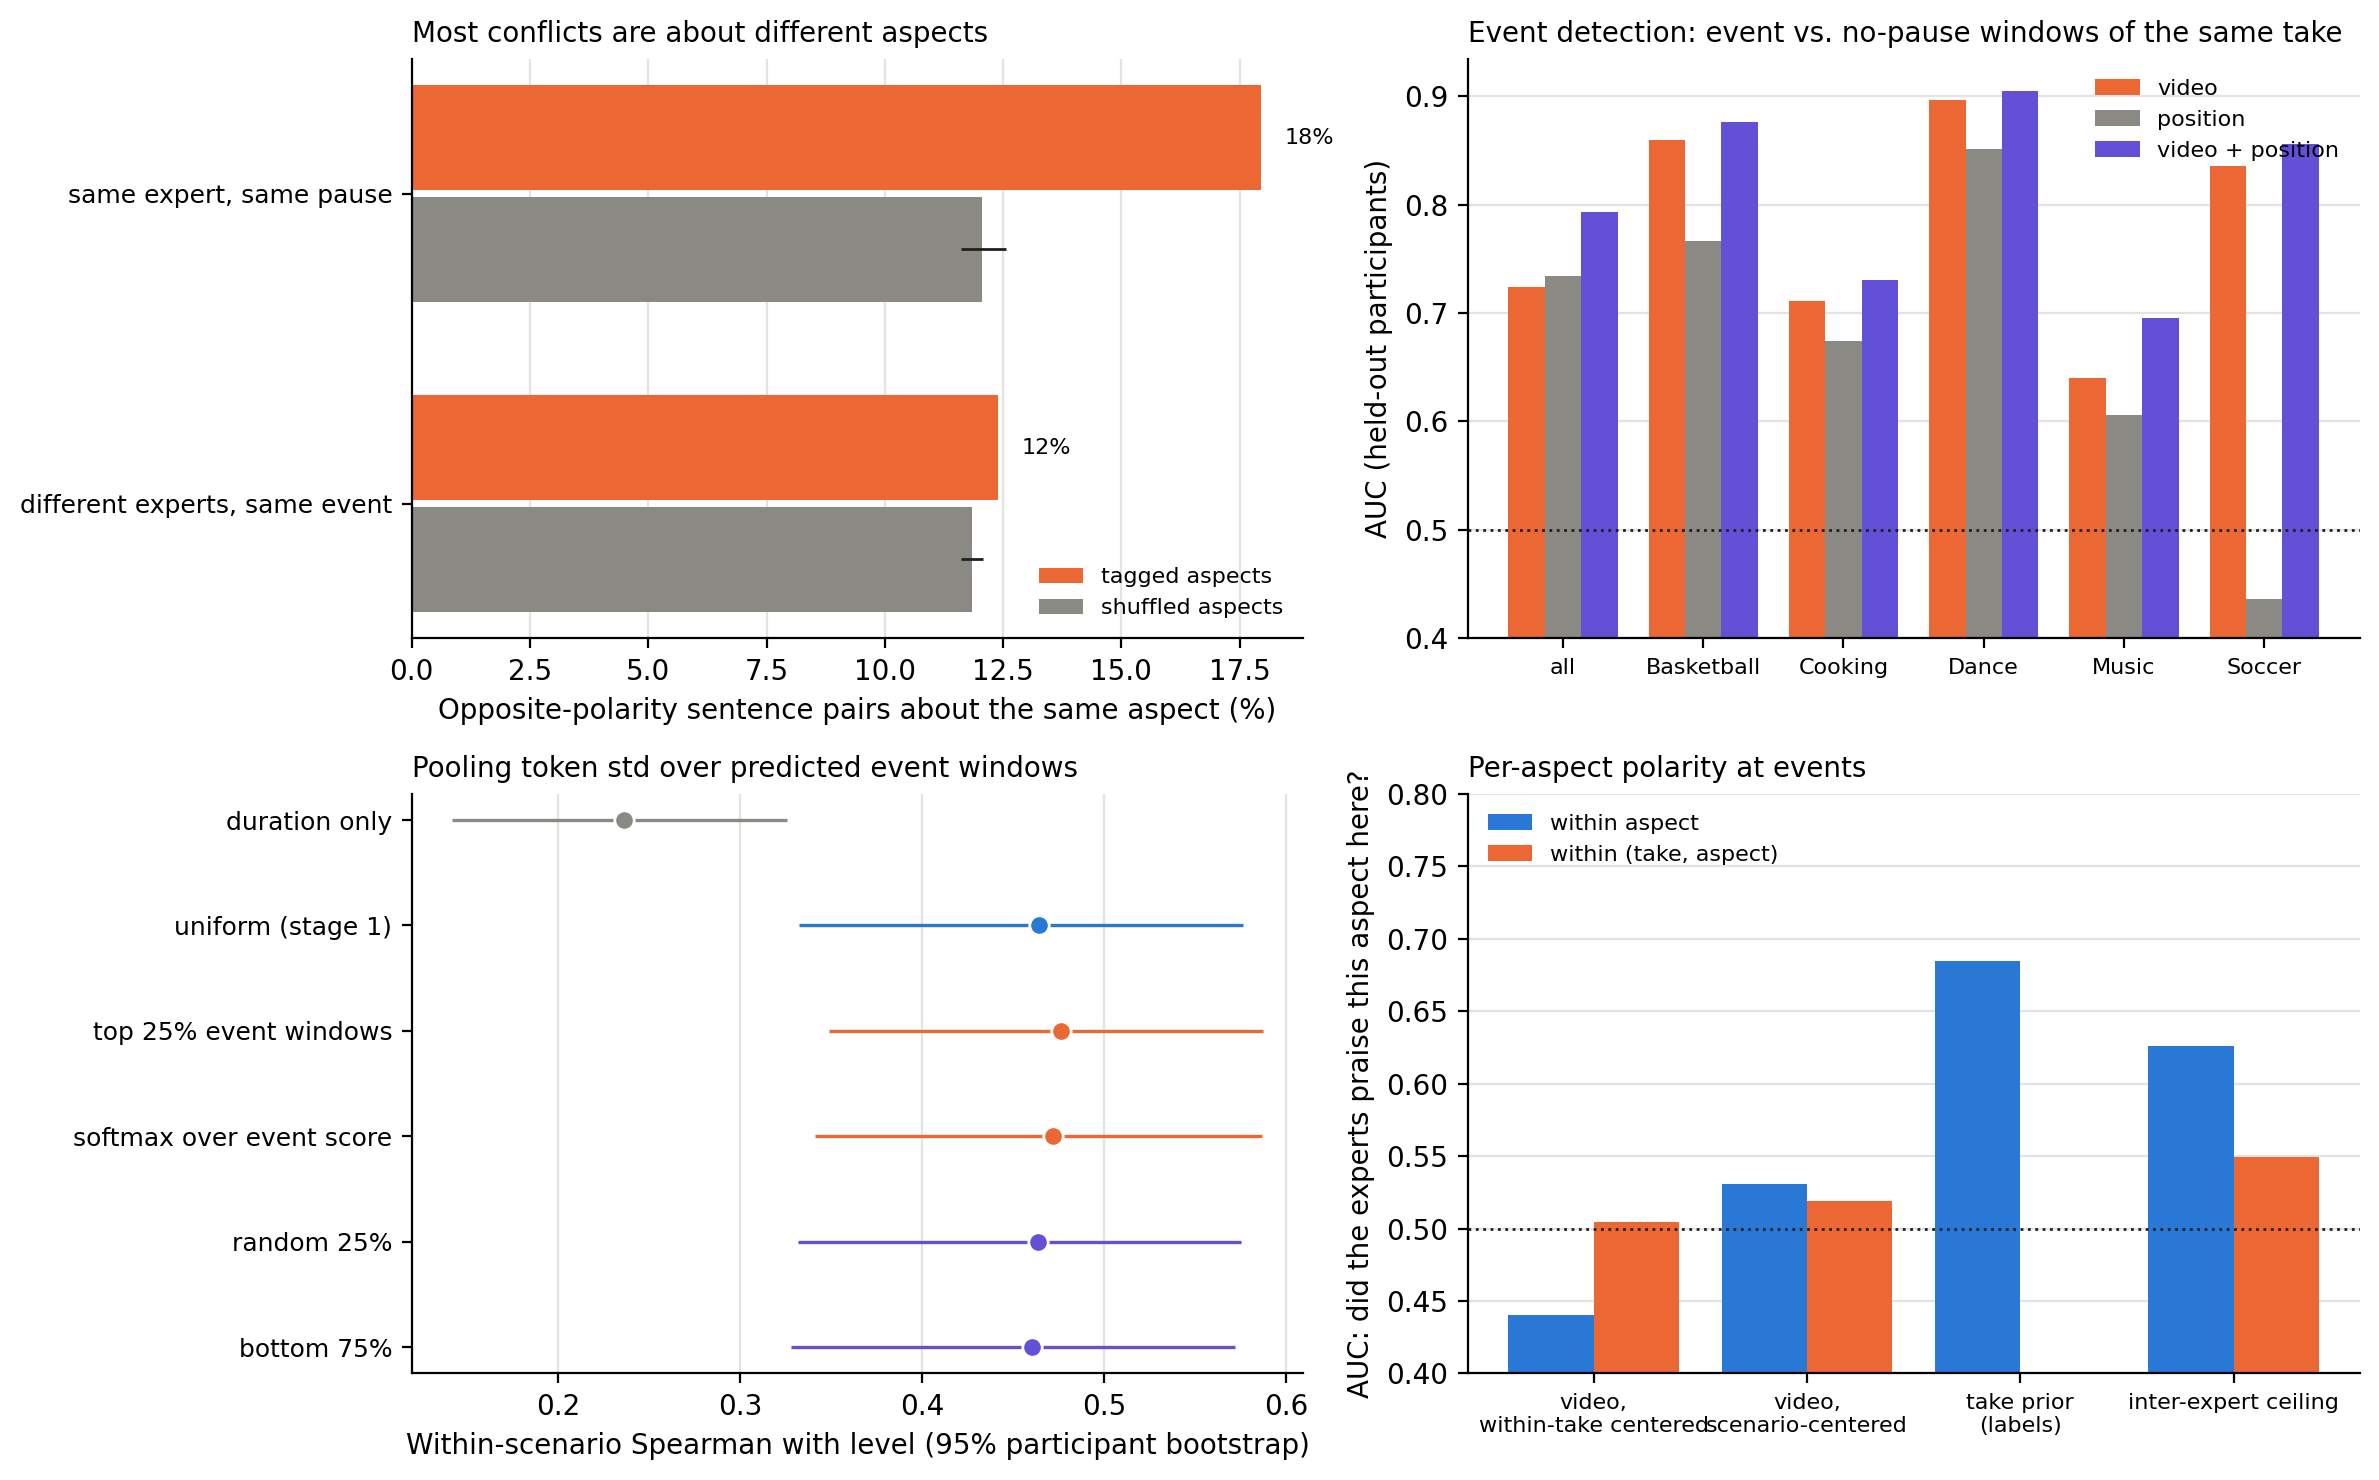 Most conflicts are about different aspects
same expert, same pause
different experts, same event
18%
12%
tagged aspects
shuffled aspects
0.0 2.5 5.0 7.5 10.0 12.5 15.0 17.5
Opposite-polarity sentence pairs about the same aspect (%)
Event detection: event vs. no-pause windows of the same take
AUC (held-out participants)
0.9
0.8
0.7
0.6
0.5
0.4
video
position
video + position
all Basketball Cooking Dance Music Soccer
Pooling token std over predicted event windows
duration only
uniform (stage 1)
top 25% event windows
softmax over event score
random 25%
bottom 75%
0.2 0.3 0.4 0.5 0.6
Within-scenario Spearman with level (95% participant bootstrap)
Per-aspect polarity at events
AUC: did the experts praise this aspect here?
0.80
0.75
0.70
0.65
0.60
0.55
0.50
0.45
0.40
within aspect
within (take, aspect)
video,
within-take centered
video,
scenario-centered
take prior
(labels)
inter-expert ceiling